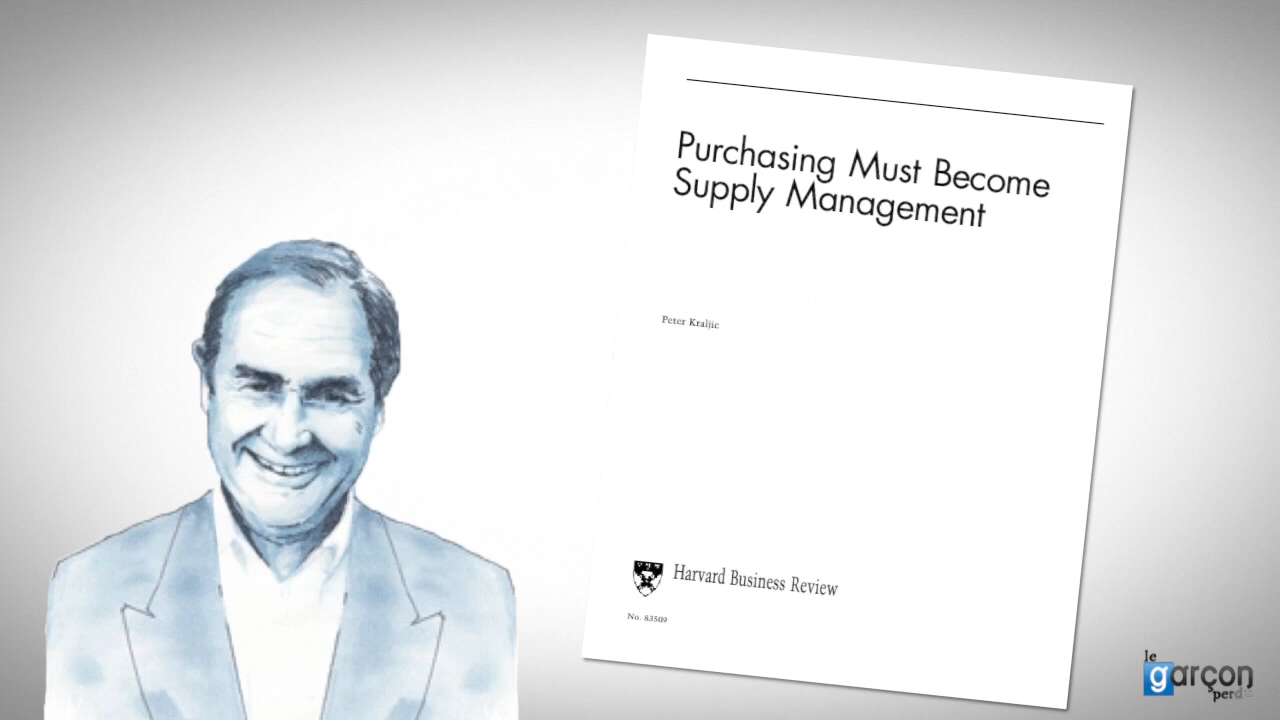 Purchasing Must Become
Supply Management
Peter Kraljic
Harvard Business Review
No. 83509
le
garçon
perdu